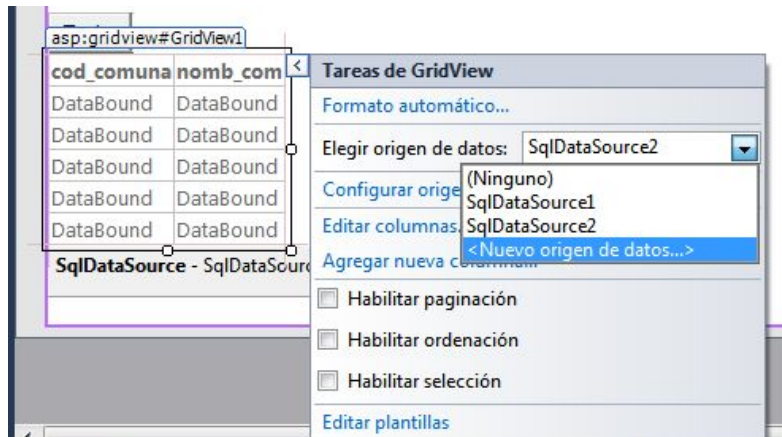 asp:gridview#GridView1
cod_comuna nomb_com
DataBound DataBound
DataBound DataBound
DataBound DataBound
DataBound DataBound
DataBound DataBound
SqlDataSource - SqlDataSourc
Tareas de GridView
Formato automático...
Elegir origen de datos: SqlDataSource2
(Ninguno)
SqlDataSource1
SqlDataSource2
<Nuevo origen de datos...>
Configurar orige
Editar columnas.
Agregar nueva columna...
Habilitar paginación
Habilitar ordenación
Habilitar selección
Editar plantillas